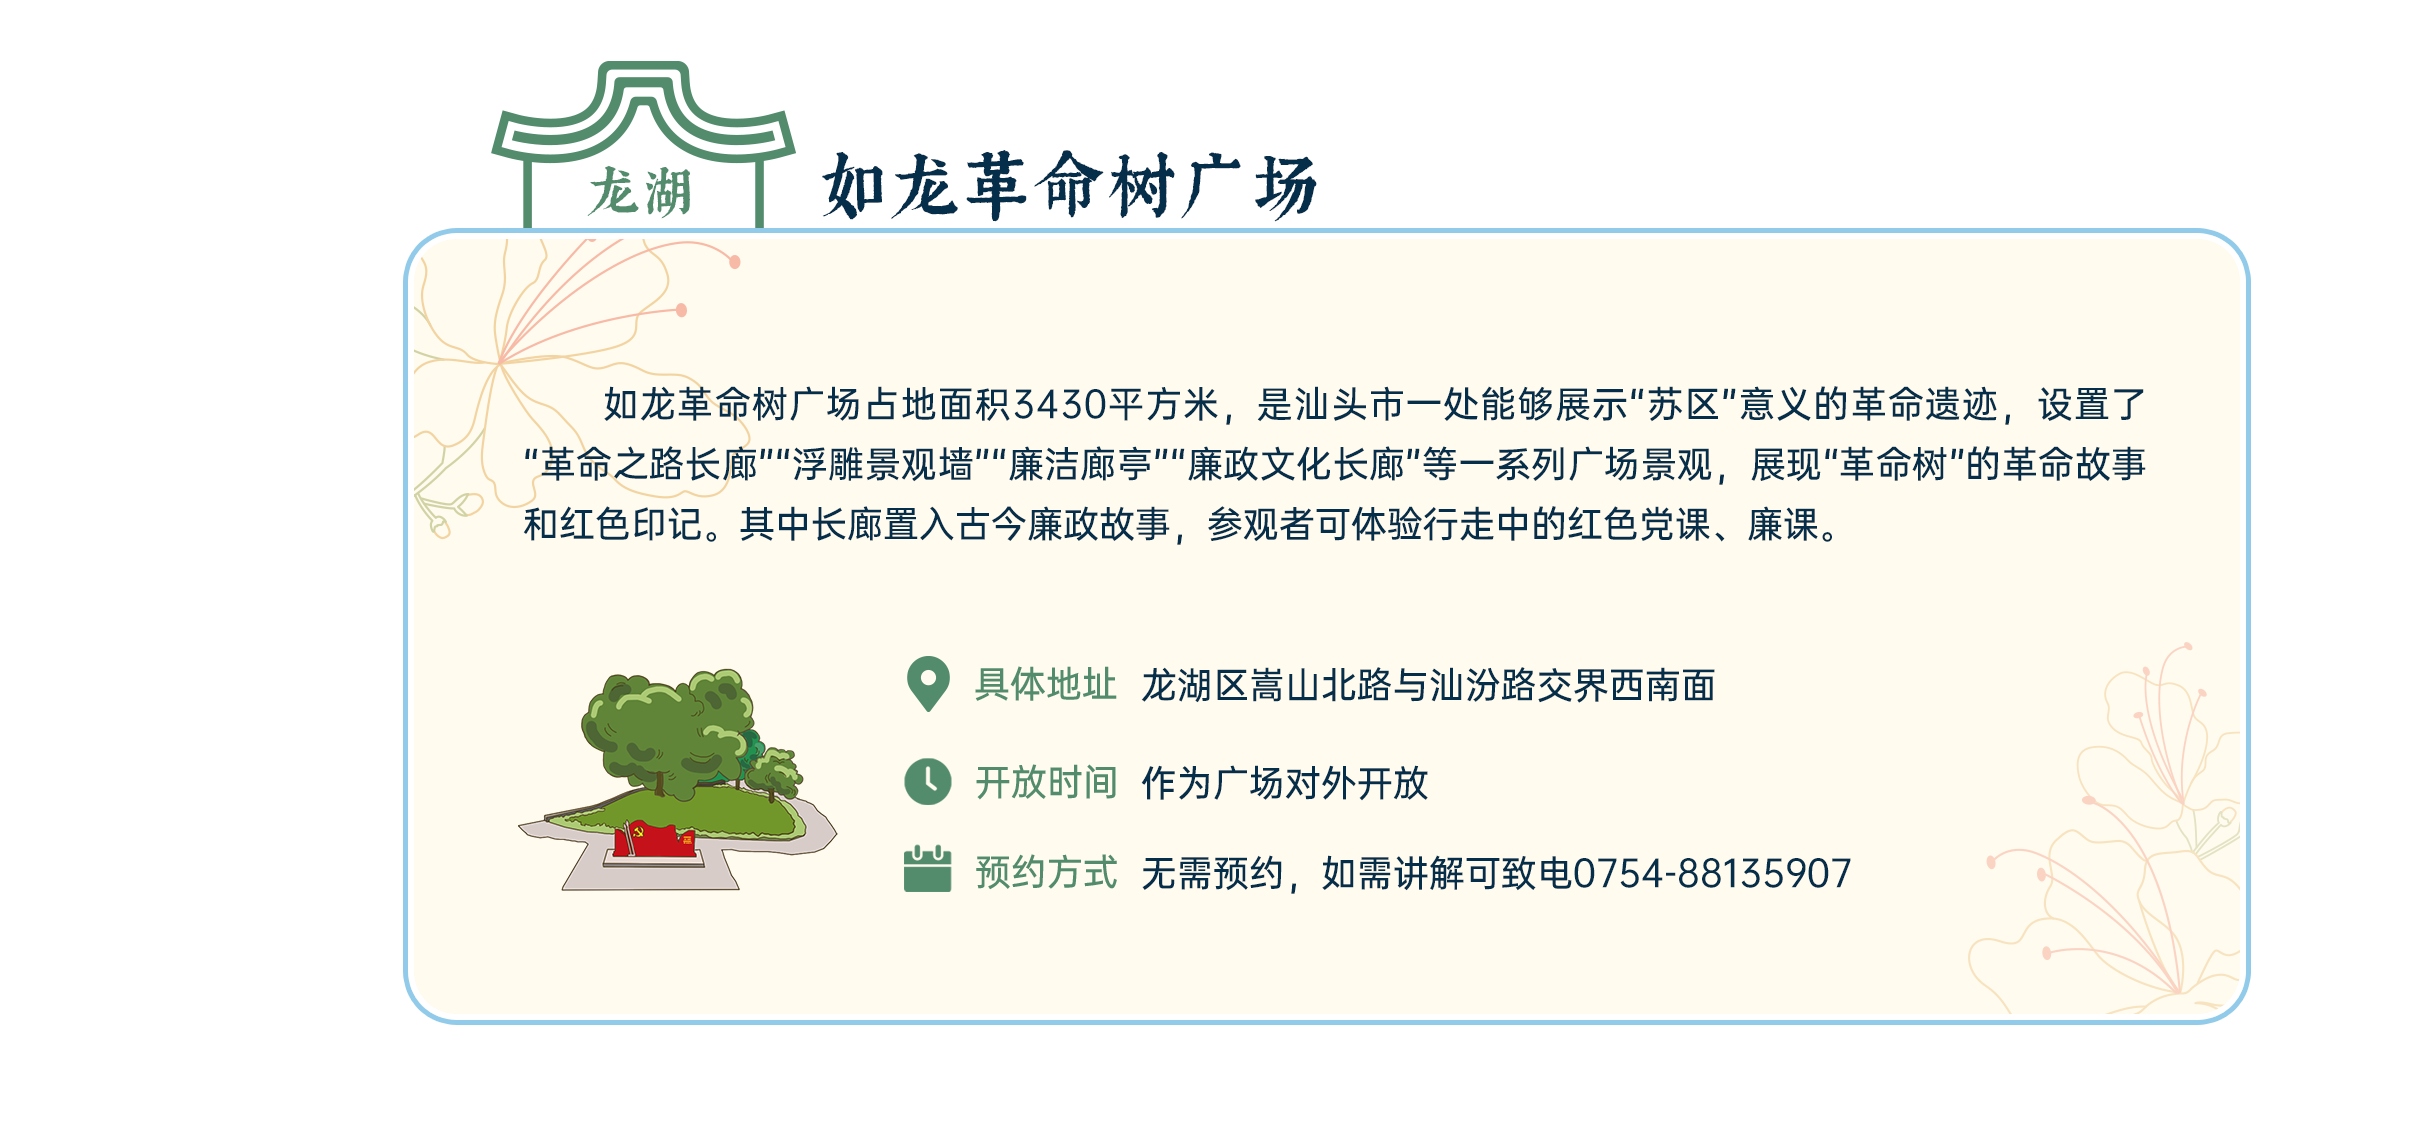 龙湖
如龙革命树广场
如龙革命树广场占地面积3430平方米，是汕头市一处能够展示“苏区”意义的革命遗迹，设置了
“革命之路长廊”“浮雕景观墙”“廉洁廊亭”“廉政文化长廊”等一系列广场景观，展现“革命树”的革命故事
和红色印记。其中长廊置入古今廉政故事，参观者可体验行走中的红色党课、廉课。
具体地址 龙湖区嵩山北路与汕汾路交界西南面
开放时间 作为广场对外开放
预约方式 无需预约，如需讲解可致电0754-88135907